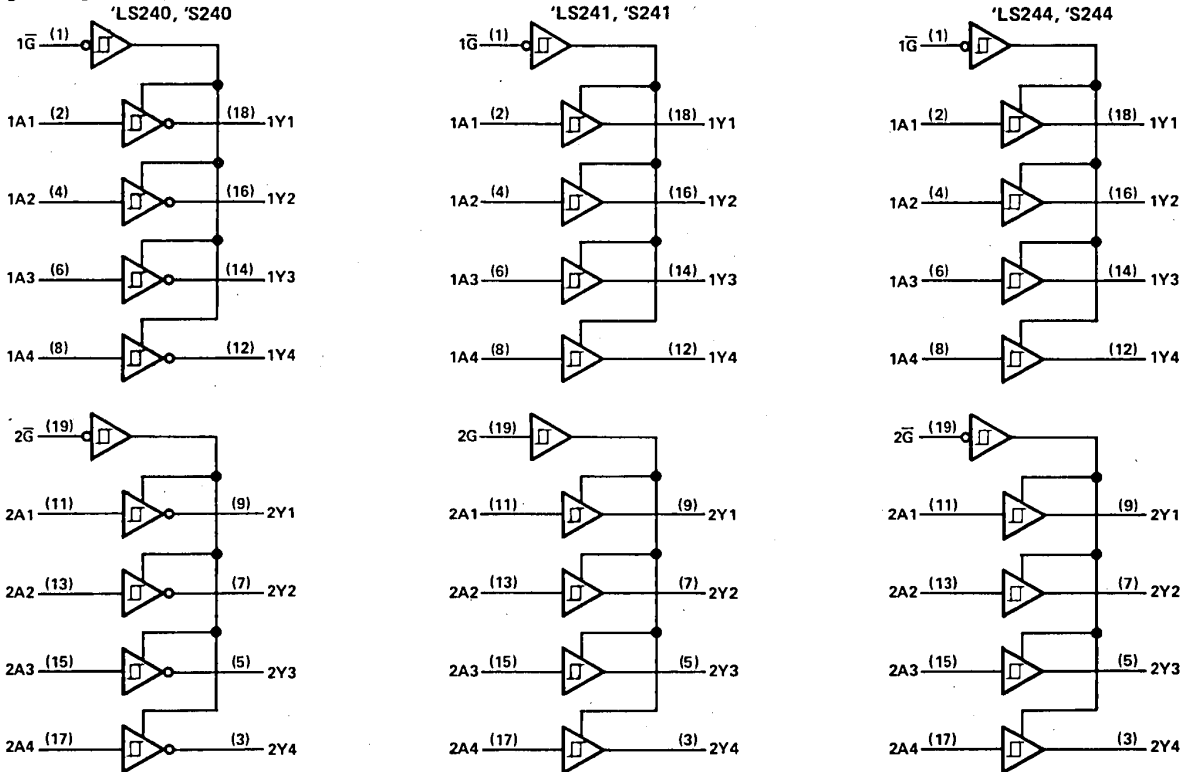 'LS240, 'S240
1G̅ (1)
1A1 (2) (18) 1Y1
1A2 (4) (16) 1Y2
1A3 (6) (14) 1Y3
1A4 (8) (12) 1Y4
2G̅ (19)
2A1 (11) (9) 2Y1
2A2 (13) (7) 2Y2
2A3 (15) (5) 2Y3
2A4 (17) (3) 2Y4
'LS241, 'S241
1G̅ (1)
1A1 (2) (18) 1Y1
1A2 (4) (16) 1Y2
1A3 (6) (14) 1Y3
1A4 (8) (12) 1Y4
2G (19)
2A1 (11) (9) 2Y1
2A2 (13) (7) 2Y2
2A3 (15) (5) 2Y3
2A4 (17) (3) 2Y4
'LS244, 'S244
1G̅ (1)
1A1 (2) (18) 1Y1
1A2 (4) (16) 1Y2
1A3 (6) (14) 1Y3
1A4 (8) (12) 1Y4
2G̅ (19)
2A1 (11) (9) 2Y1
2A2 (13) (7) 2Y2
2A3 (15) (5) 2Y3
2A4 (17) (3) 2Y4